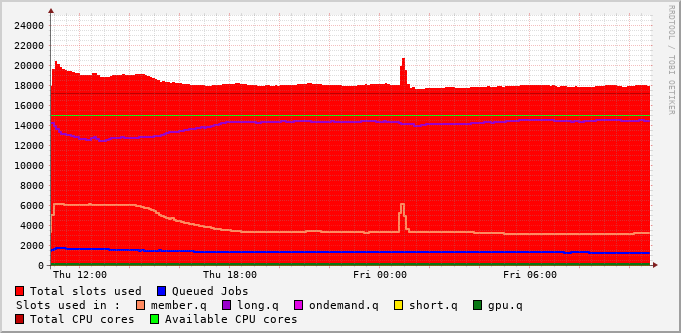 24000
22000
20000
18000
16000
14000
12000
10000
8000
6000
4000
2000
0
Thu 12:00 Thu 18:00 Fri 00:00 Fri 06:00
RRDTOOL / TOBI OETIKER
Total slots used Queued Jobs
Slots used in : member.q long.q ondemand.q short.q gpu.q
Total CPU cores Available CPU cores